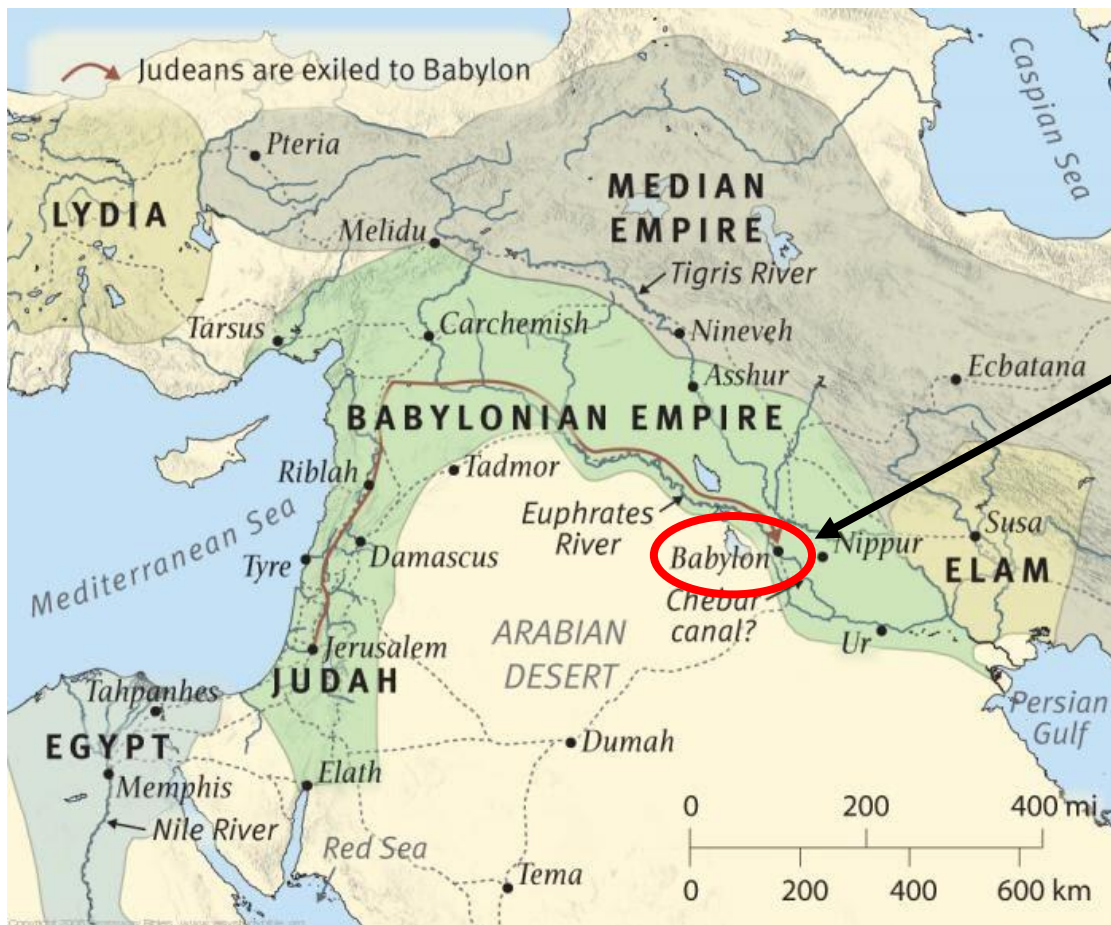 Judeans are exiled to Babylon
Caspian Sea
Pteria
LYDIA
MEDIAN
EMPIRE
Melidu
Tigris River
Tarsus
Carchemish
Nineveh
Ecbatana
Asshur
BABYLONIAN EMPIRE
Riblah
Tadmor
Mediterranean Sea
Euphrates
River
Susa
Tyre
Damascus
Babylon
Nippur
ELAM
Chebar
canal?
ARABIAN
DESERT
Ur
Jerusalem
JUDAH
Tahpanhes
Persian
Gulf
EGYPT
Dumah
Memphis
Elath
Nile River
Red Sea
Tema
0 200 400 mi
0 200 400 600 km